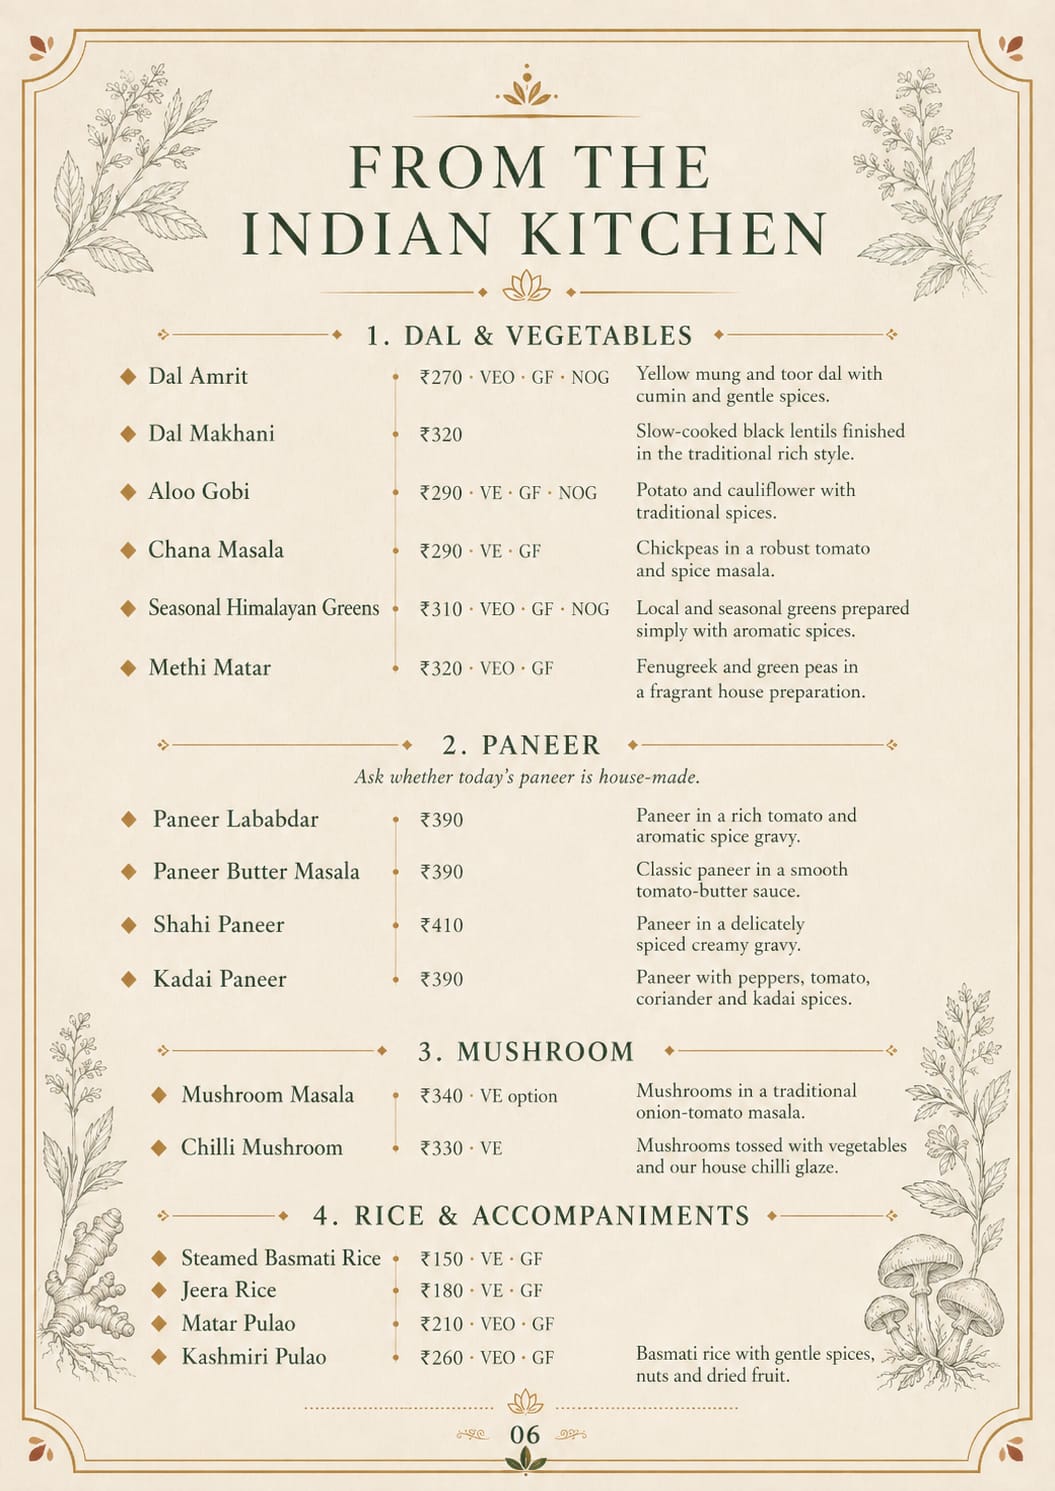 FROM THE
INDIAN KITCHEN
1. DAL & VEGETABLES
Dal Amrit ₹270 · VEO · GF · NOG Yellow mung and toor dal with
cumin and gentle spices.
Dal Makhani ₹320 Slow-cooked black lentils finished
in the traditional rich style.
Aloo Gobi ₹290 · VE · GF · NOG Potato and cauliflower with
traditional spices.
Chana Masala ₹290 · VE · GF Chickpeas in a robust tomato
and spice masala.
Seasonal Himalayan Greens ₹310 · VEO · GF · NOG Local and seasonal greens prepared
simply with aromatic spices.
Methi Matar ₹320 · VEO · GF Fenugreek and green peas in
a fragrant house preparation.
2. PANEER
Ask whether today's paneer is house-made.
Paneer Lababdar ₹390 Paneer in a rich tomato and
aromatic spice gravy.
Paneer Butter Masala ₹390 Classic paneer in a smooth
tomato-butter sauce.
Shahi Paneer ₹410 Paneer in a delicately
spiced creamy gravy.
Kadai Paneer ₹390 Paneer with peppers, tomato,
coriander and kadai spices.
3. MUSHROOM
Mushroom Masala ₹340 · VE option Mushrooms in a traditional
onion-tomato masala.
Chilli Mushroom ₹330 · VE Mushrooms tossed with vegetables
and our house chilli glaze.
4. RICE & ACCOMPANIMENTS
Steamed Basmati Rice ₹150 · VE · GF
Jeera Rice ₹180 · VE · GF
Matar Pulao ₹210 · VEO · GF
Kashmiri Pulao ₹260 · VEO · GF Basmati rice with gentle spices,
nuts and dried fruit.
06